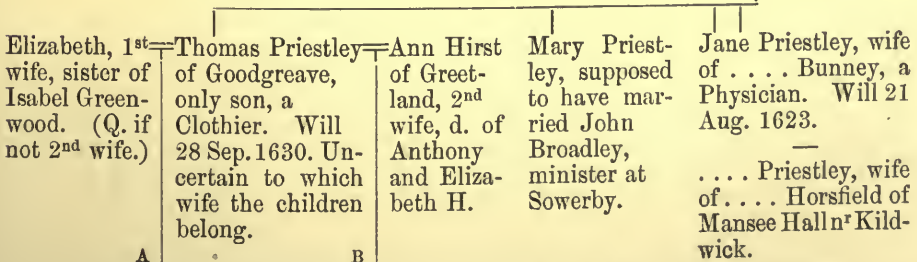 Elizabeth, 1st
wife, sister of
Isabel Green-
wood. (Q. if
not 2nd wife.)
A
Thomas Priestley
of Goodgreave,
only son, a
Clothier. Will
28 Sep. 1630. Un-
certain to which
wife the children
belong.
B
Ann Hirst
of Greet-
land, 2nd
wife, d. of
Anthony
and Eliza-
beth H.
Mary Priest-
ley, supposed
to have mar-
ried John
Broadley,
minister at
Sowerby.
Jane Priestley, wife
of . . . . Bunney, a
Physician. Will 21
Aug. 1623.
—
. . . . Priestley, wife
of . . . . Horsfield of
Mansee Hall nr Kild-
wick.